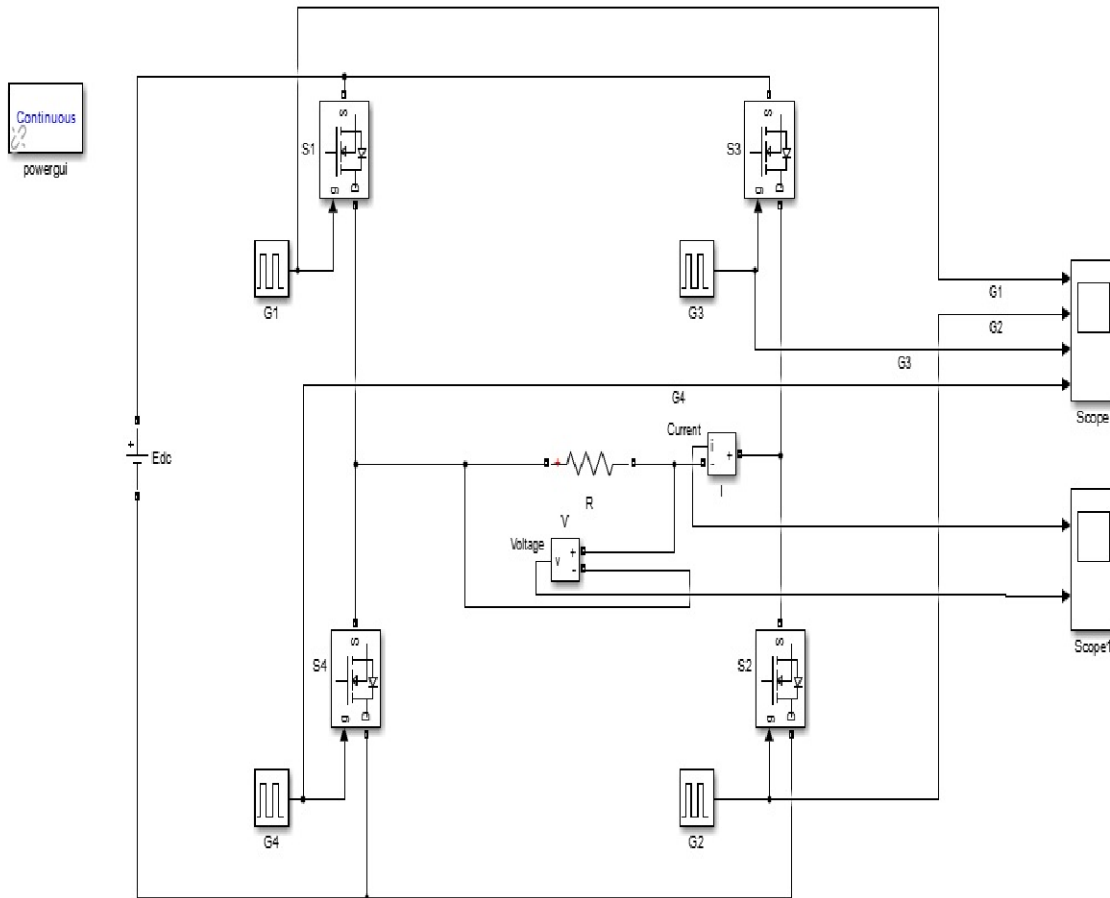 Continuous
powergui
S
S1
g
D
S
S3
g
D
G1
G3
G1
G2
G3
G4
Scope
+
Edc
Current
i
+
-
I
R
V
Voltage
v
+
-
Scope1
S
S4
g
D
S
S2
g
D
G4
G2